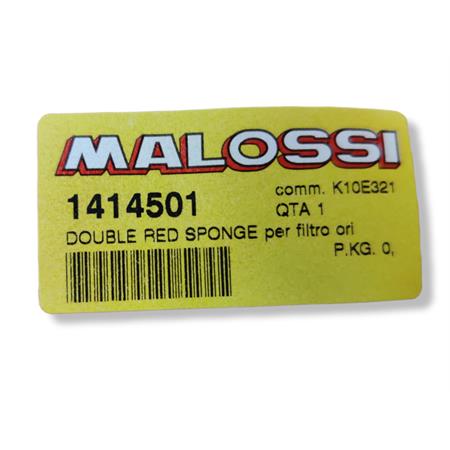 MALOSSI
comm. K10E321
1414501 QTA 1
DOUBLE RED SPONGE per filtro ori
P.KG. 0,